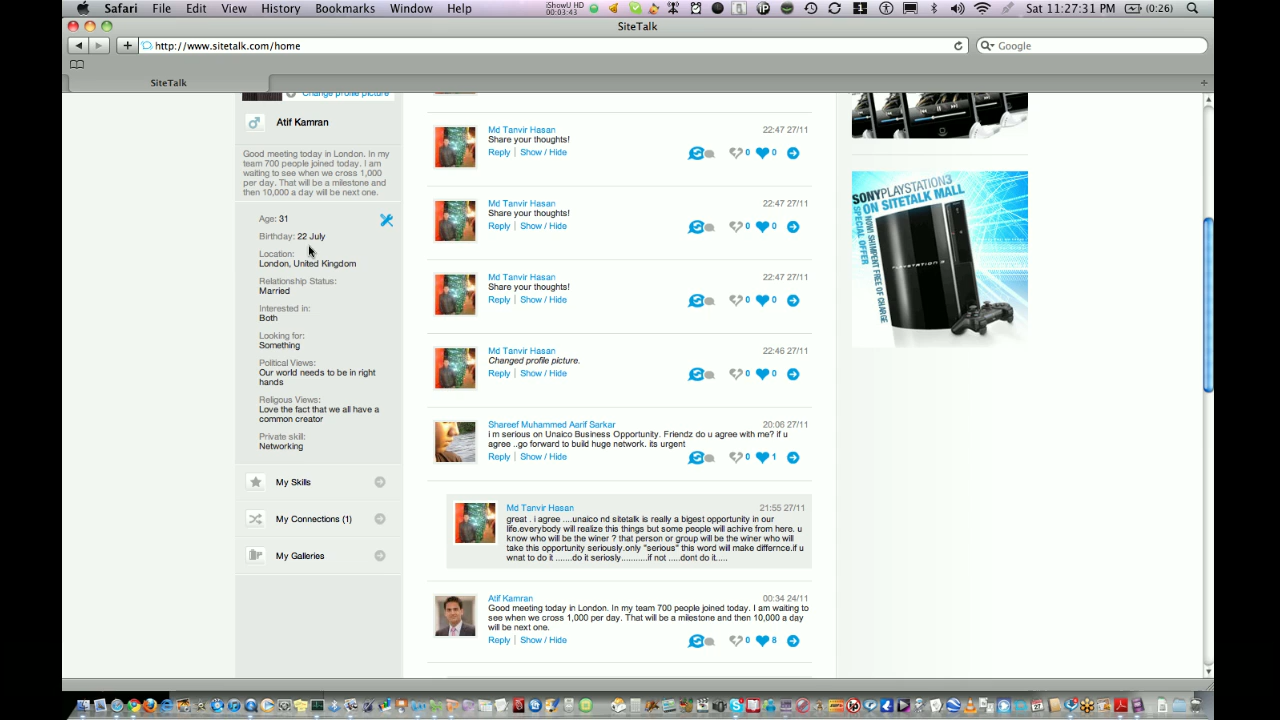 Safari File Edit View History Bookmarks Window Help
iShowU HD
00:03:43
Sat 11:27:31 PM (0:26)
SiteTalk
http://www.sitetalk.com/home
Google
SiteTalk
Change profile picture
Atif Kamran
Good meeting today in London. In my
team 700 people joined today. I am
waiting to see when we cross 1,000
per day. That will be a milestone and
then 10,000 a day will be next one.
Age: 31
Birthday: 22 July
Location:
London, United Kingdom
Relationship Status:
Married
Interested in:
Both
Looking for:
Something
Political Views:
Our world needs to be in right
hands
Religous Views:
Love the fact that we all have a
common creator
Private skill:
Networking
My Skills
My Connections (1)
My Galleries
Md Tanvir Hasan 22:47 27/11
Share your thoughts!
Reply | Show / Hide 0 0
Md Tanvir Hasan 22:47 27/11
Share your thoughts!
Reply | Show / Hide 0 0
Md Tanvir Hasan 22:47 27/11
Share your thoughts!
Reply | Show / Hide 0 0
Md Tanvir Hasan 22:46 27/11
Changed profile picture.
Reply | Show / Hide 0 0
Shareef Muhammed Aarif Sarkar 20:06 27/11
i m serious on Unaico Business Opportunity. Friendz do u agree with me? if u
agree ..go forward to build huge network. its urgent
Reply | Show / Hide 0 1
Md Tanvir Hasan 21:55 27/11
great . i agree ....unaico nd sitetalk is really a bigest opportunity in our
life.everybody will realize this things but some people will achive from here. u
know who will be the winer ? that person or group will be the winer who will
take this opportunity seriously.only "serious" this word will make differnce.if u
wnat to do it .......do it seriosly...........if not .....dont do it.....
Atif Kamran 00:34 24/11
Good meeting today in London. In my team 700 people joined today. I am waiting to
see when we cross 1,000 per day. That will be a milestone and then 10,000 a day
will be next one.
Reply | Show / Hide 0 8
SONY PLAYSTATION3
ON SITETALK MALL
SPECIAL OFFER
NOW! SHIPMENT FREE OF CHARGE
PLAYSTATION 3